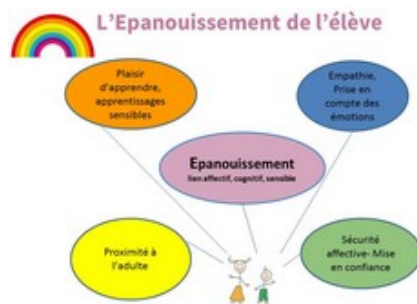 L'Epanouissement de l'élève
Plaisir
d'apprendre,
apprentissages
sensibles
Empathie,
Prise en
compte des
émotions
Epanouissement
lien affectif, cognitif, sensible
Proximité à
l'adulte
Sécurité
affective- Mise
en confiance